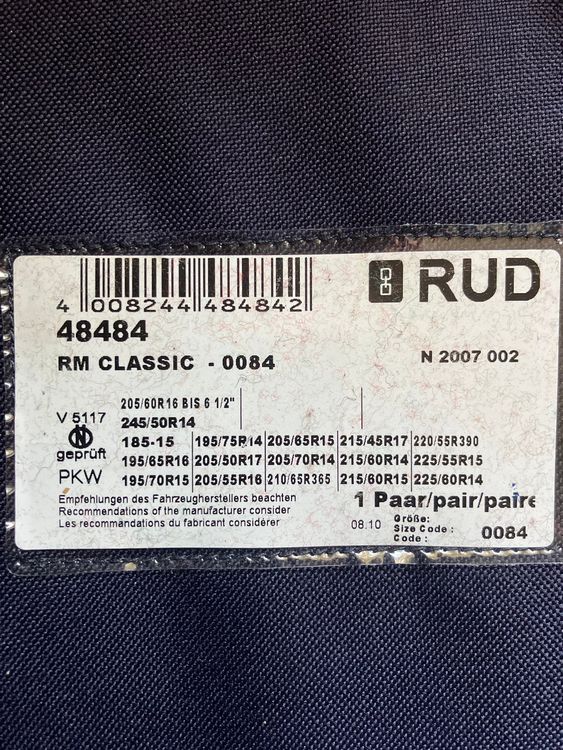 RUD
4 008244 484842
48484
RM CLASSIC - 0084
N 2007 002
205/60R16 BIS 6 1/2"
V 5117
245/50R14
geprüft
185-15 195/75R14 205/65R15 215/45R17 220/55R390
195/65R16 205/50R17 205/70R14 215/60R14 225/55R15
PKW
195/70R15 205/55R16 210/65R365 215/60R15 225/60R14
Empfehlungen des Fahrzeugherstellers beachten
Recommendations of the manufacturer consider
Les recommandations du fabricant considérer
1 Paar/pair/paire
08.10
Größe:
Size Code :
Code :
0084